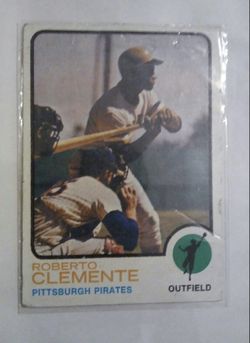 ROBERTO
CLEMENTE
PITTSBURGH PIRATES
OUTFIELD